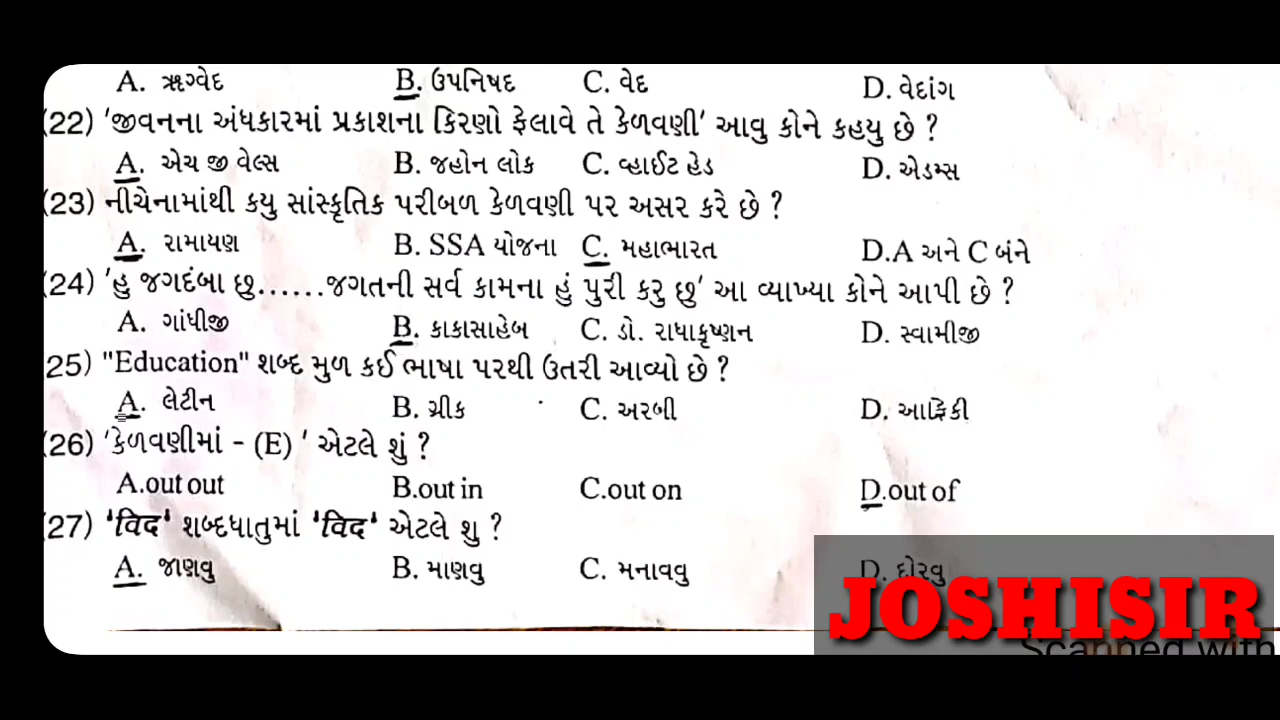 A. ઋગ્વેદ B. ઉપનિષદ C. વેદ D. વેદાંગ
(22) 'જીવનના અંધકારમાં પ્રકાશના કિરણો ફેલાવે તે કેળવણી' આવુ કોને કહયુ છે ?
A. એચ જી વેલ્સ B. જહોન લોક C. વ્હાઈટ હેડ D. એડમ્સ
(23) નીચેનામાંથી કયુ સાંસ્કૃતિક પરીબળ કેળવણી પર અસર કરે છે ?
A. રામાયણ B. SSA યોજના C. મહાભારત D.A અને C બંને
(24) 'હુ જગદંબા છુ......જગતની સર્વ કામના હું પુરી કરુ છુ' આ વ્યાખ્યા કોને આપી છે ?
A. ગાંધીજી B. કાકાસાહેબ C. ડો. રાધાકૃષ્ણન D. સ્વામીજી
25) "Education" શબ્દ મુળ કઈ ભાષા પરથી ઉતરી આવ્યો છે ?
A. લેટીન B. ગ્રીક C. અરબી D. આફ્રિકી
(26) 'કેળવણીમાં - (E) ' એટલે શું ?
A.out out B.out in C.out on D.out of
(27) 'विद' શબ્દધાતુમાં 'विद' એટલે શુ ?
A. જાણવુ B. માણવુ C. મનાવવુ D. દોરવુ
JOSHISIR
Scanned with